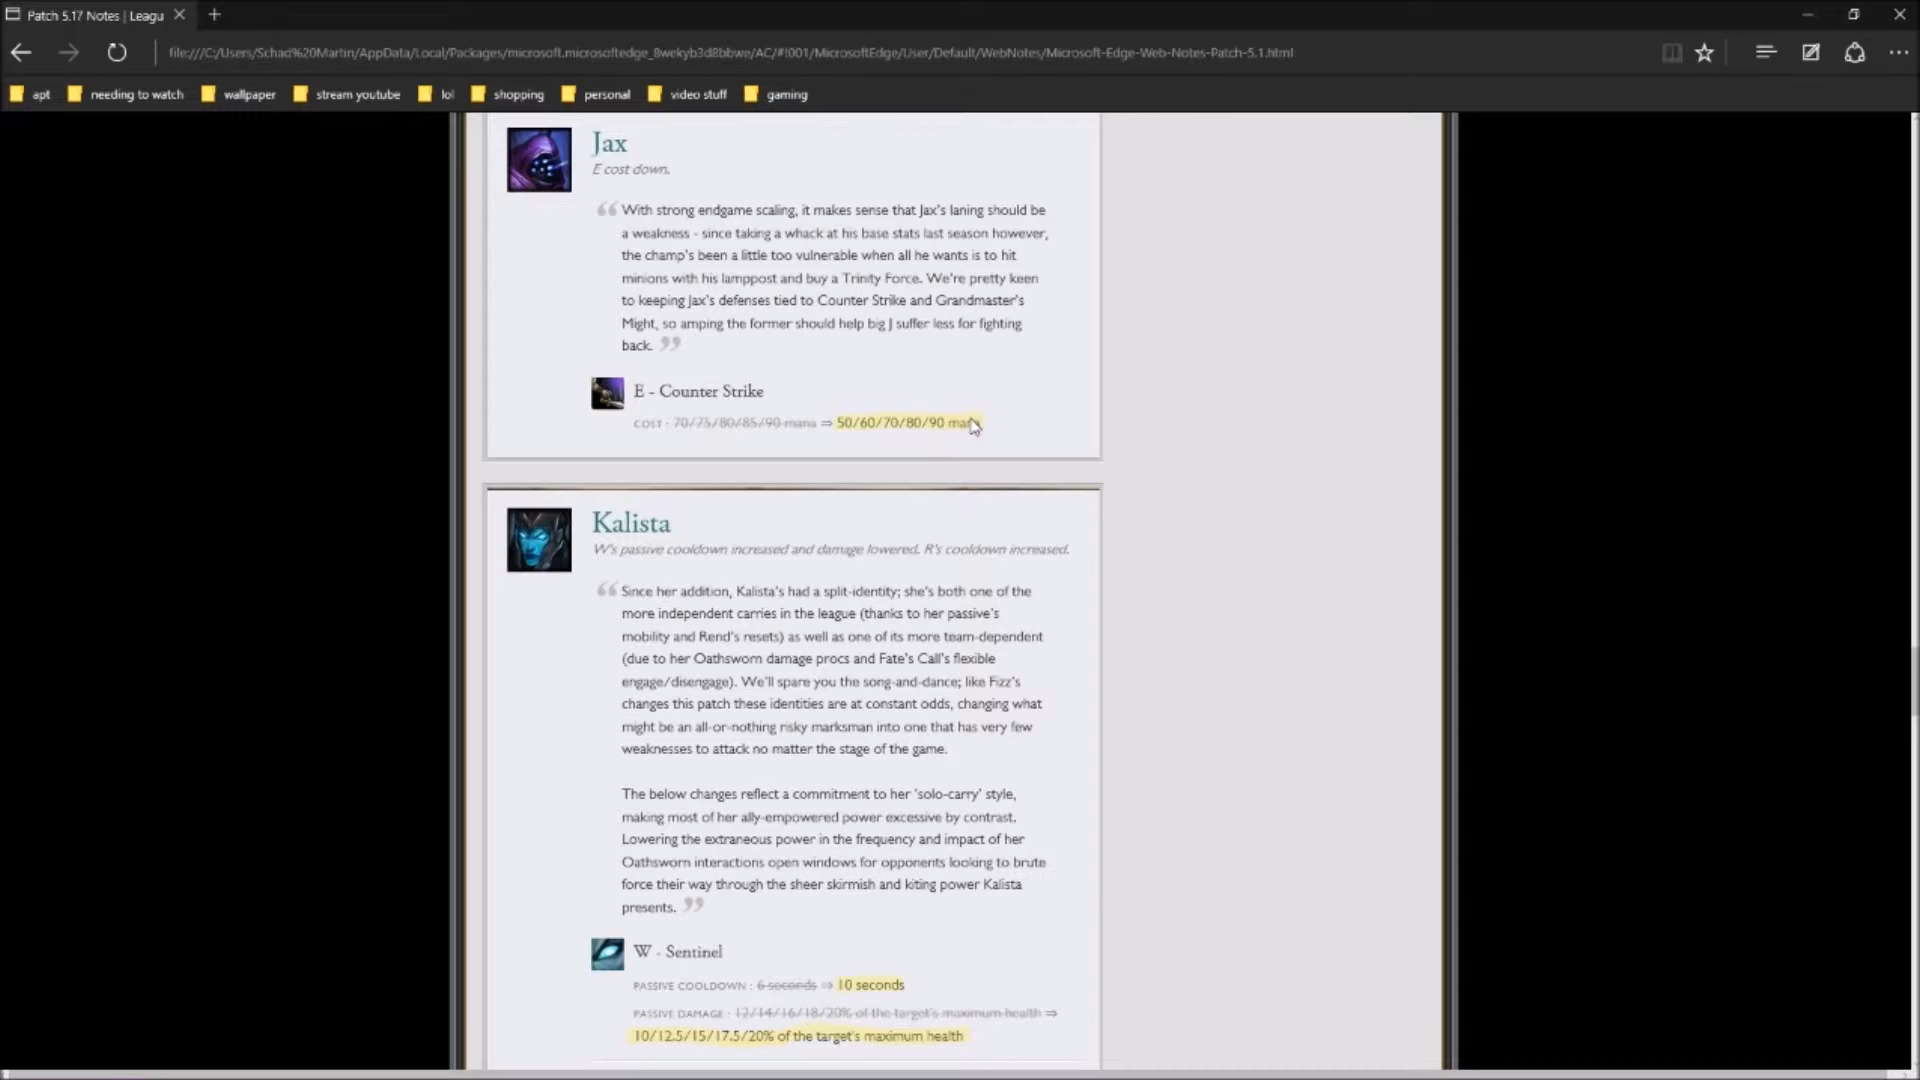 Patch 5.17 Notes | Leagu
file:///C:/Users/Schad%20Martin/AppData/Local/Packages/microsoft.microsoftedge_8wekyb3d8bbwe/AC/#!001/MicrosoftEdge/User/Default/WebNotes/Microsoft-Edge-Web-Notes-Patch-5.1.html
apt needing to watch wallpaper stream youtube lol shopping personal video stuff gaming
Jax
E cost down.
“ With strong endgame scaling, it makes sense that Jax's laning should be
a weakness - since taking a whack at his base stats last season however,
the champ's been a little too vulnerable when all he wants is to hit
minions with his lamppost and buy a Trinity Force. We're pretty keen
to keeping Jax's defenses tied to Counter Strike and Grandmaster's
Might, so amping the former should help big J suffer less for fighting
back. ”
E - Counter Strike
COST : 70/75/80/85/90 mana ⇒ 50/60/70/80/90 mana
Kalista
W's passive cooldown increased and damage lowered. R's cooldown increased.
“ Since her addition, Kalista's had a split-identity; she's both one of the
more independent carries in the league (thanks to her passive's
mobility and Rend's resets) as well as one of its more team-dependent
(due to her Oathsworn damage procs and Fate's Call's flexible
engage/disengage). We'll spare you the song-and-dance; like Fizz's
changes this patch these identities are at constant odds, changing what
might be an all-or-nothing risky marksman into one that has very few
weaknesses to attack no matter the stage of the game.
The below changes reflect a commitment to her 'solo-carry' style,
making most of her ally-empowered power excessive by contrast.
Lowering the extraneous power in the frequency and impact of her
Oathsworn interactions open windows for opponents looking to brute
force their way through the sheer skirmish and kiting power Kalista
presents. ”
W - Sentinel
PASSIVE COOLDOWN : 6 seconds ⇒ 10 seconds
PASSIVE DAMAGE : 12/14/16/18/20% of the target's maximum health ⇒
10/12.5/15/17.5/20% of the target's maximum health